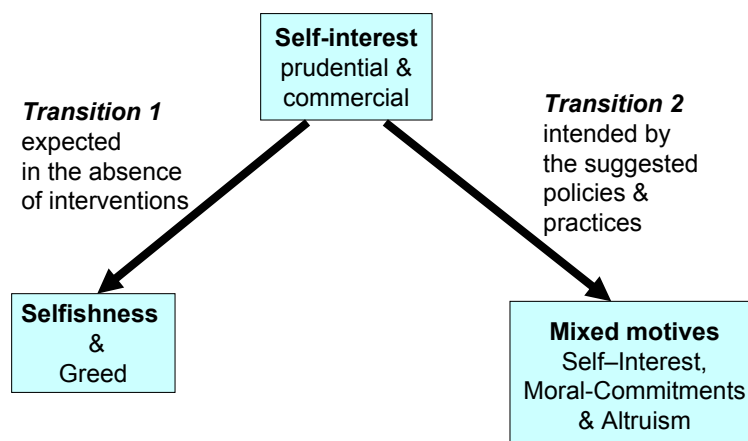 Self-interest
prudential &
commercial
Transition 1
expected
in the absence
of interventions
Transition 2
intended by
the suggested
policies &
practices
Selfishness
&
Greed
Mixed motives
Self–Interest,
Moral-Commitments
& Altruism